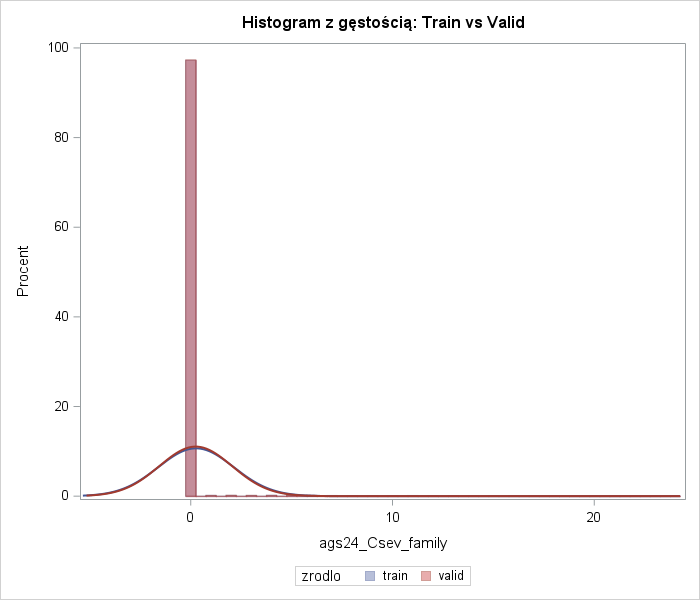 Histogram z gęstością: Train vs Valid
100
80
60
40
20
0
Procent
0 10 20
ags24_Csev_family
zrodlo train valid